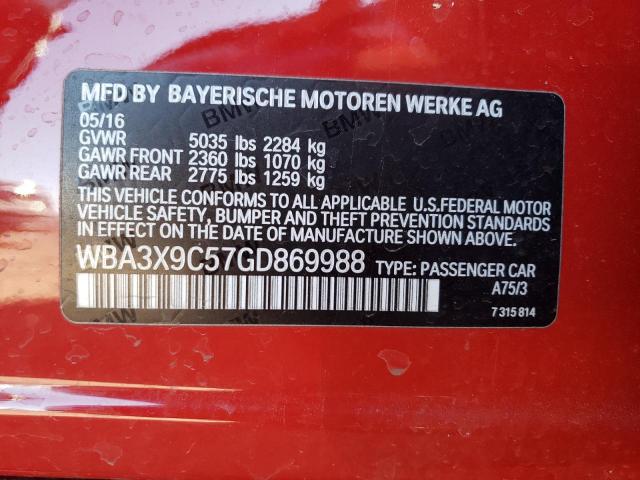 MFD BY BAYERISCHE MOTOREN WERKE AG
05/16
GVWR 5035 lbs 2284 kg
GAWR FRONT 2360 lbs 1070 kg
GAWR REAR 2775 lbs 1259 kg
THIS VEHICLE CONFORMS TO ALL APPLICABLE U.S.FEDERAL MOTOR
VEHICLE SAFETY, BUMPER AND THEFT PREVENTION STANDARDS
IN EFFECT ON THE DATE OF MANUFACTURE SHOWN ABOVE.
WBA3X9C57GD869988 TYPE: PASSENGER CAR
A75/3
7 315 814